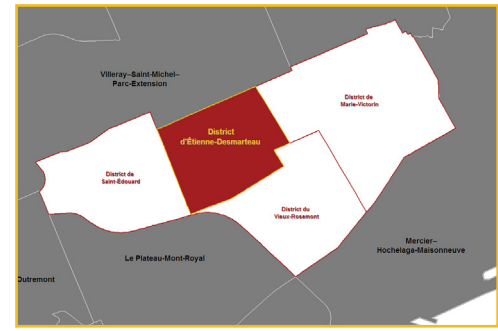 Villeray–Saint-Michel–
Parc-Extension
District de
Marie-Victorin
District
d'Étienne-Desmarteau
District de
Saint-Édouard
District du
Vieux-Rosemont
Mercier–
Hochelaga-Maisonneuve
Le Plateau-Mont-Royal
Outremont